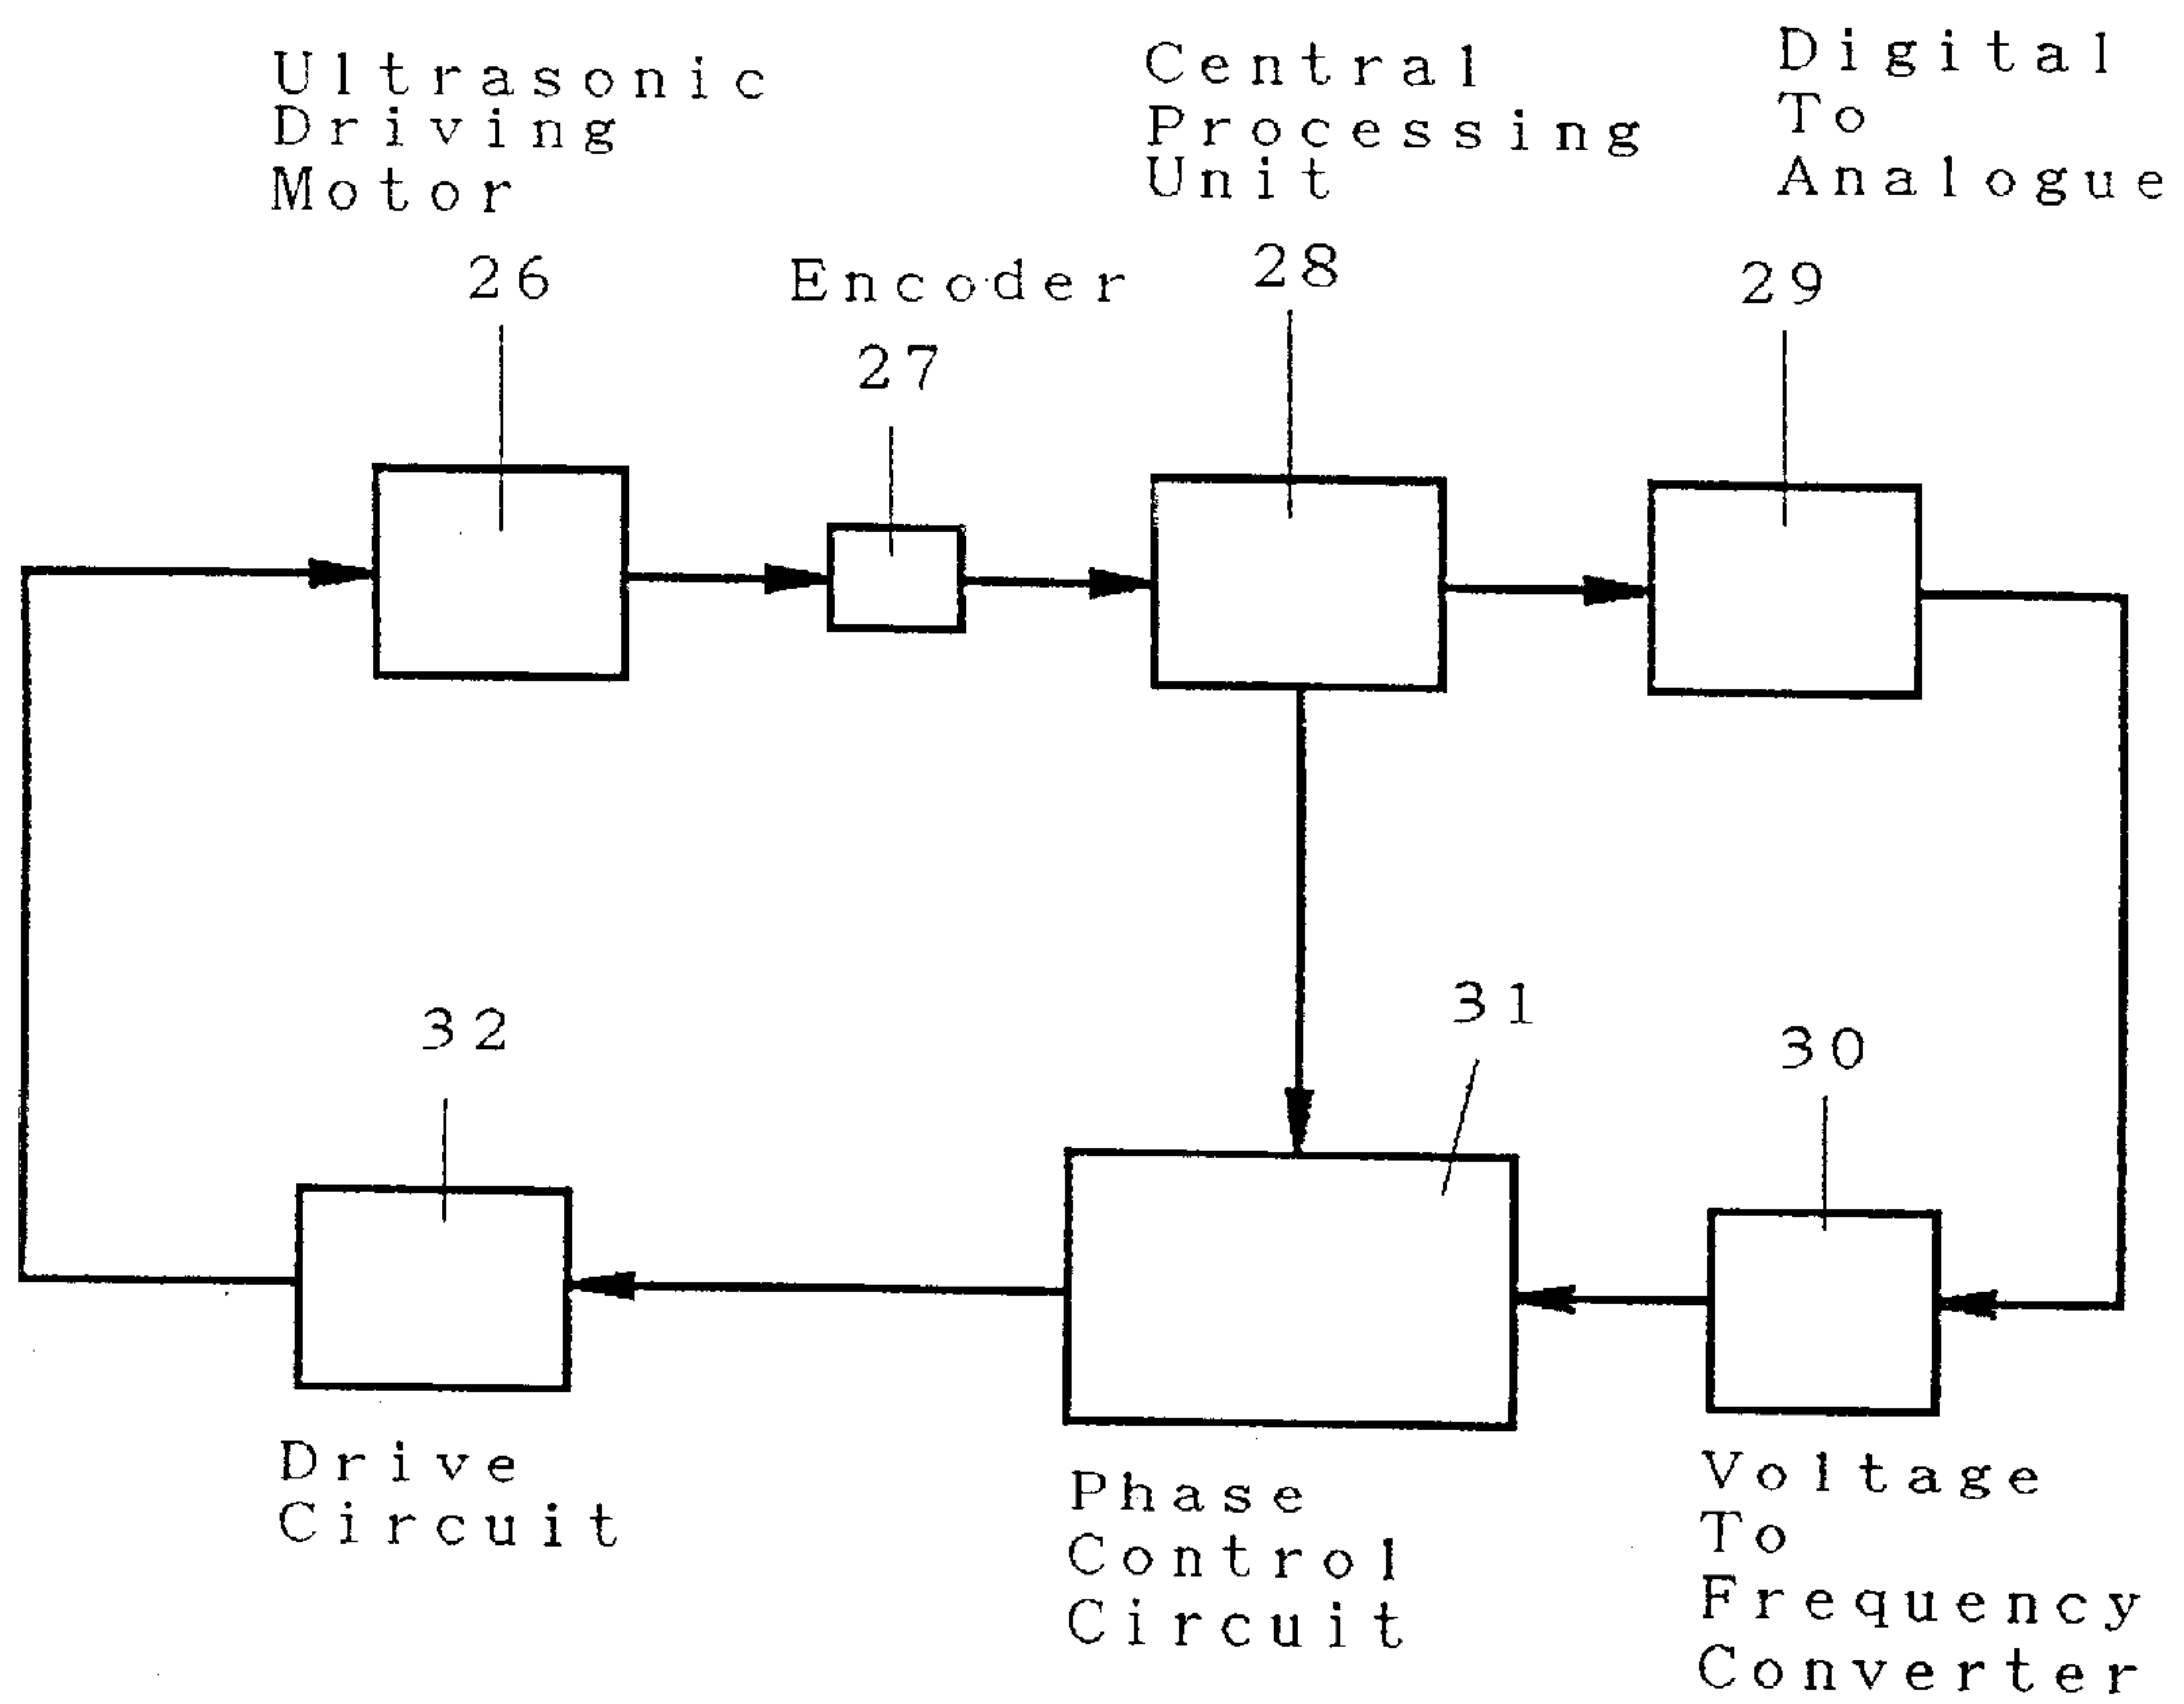 Ultrasonic
Driving
Motor
26
Encoder
27
Central
Processing
Unit
28
Digital
To
Analogue
29
32
31
30
Drive
Circuit
Phase
Control
Circuit
Voltage
To
Frequency
Converter